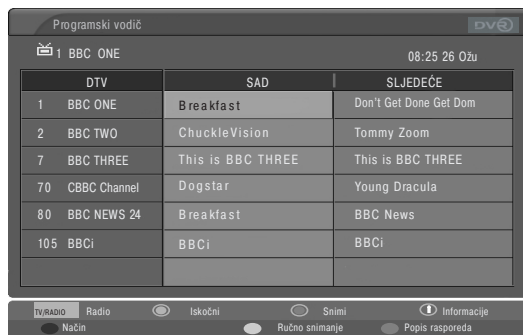 Programski vodič DVR
1 BBC ONE 08:25 26 Ožu
DTV SAD SLJEDEĆE
1 BBC ONE Breakfast Don't Get Done Get Dom
2 BBC TWO ChuckleVision Tommy Zoom
7 BBC THREE This is BBC THREE This is BBC THREE
70 CBBC Channel Dogstar Young Dracula
80 BBC NEWS 24 Breakfast BBC News
105 BBCi BBCi BBCi
TV/RADIO Radio Iskočni Snimi Informacije
Način Ručno snimanje Popis rasporeda